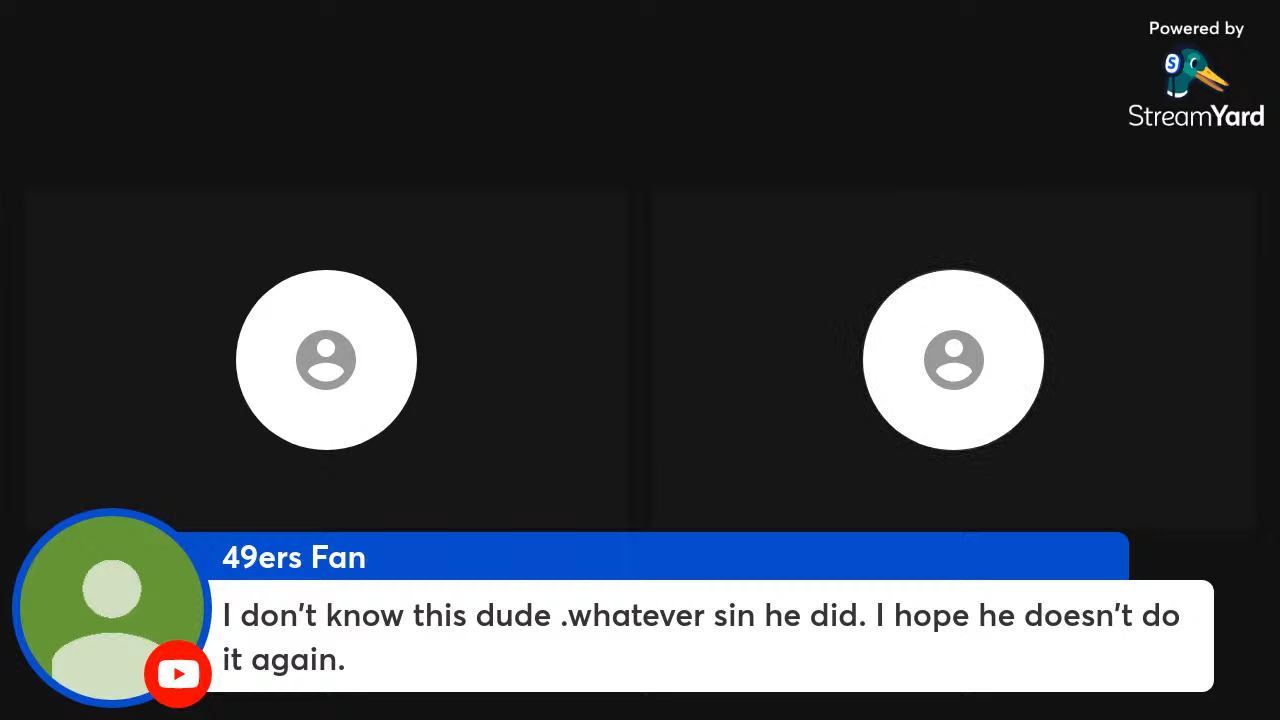 Powered by
S
StreamYard
49ers Fan
I don't know this dude .whatever sin he did. I hope he doesn't do
it again.